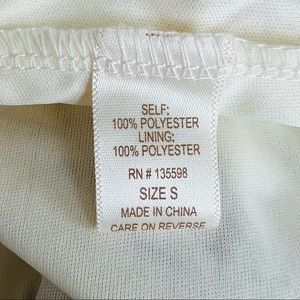 SELF:
100% POLYESTER
LINING:
100% POLYESTER
RN # 135598
SIZE S
MADE IN CHINA
CARE ON REVERSE